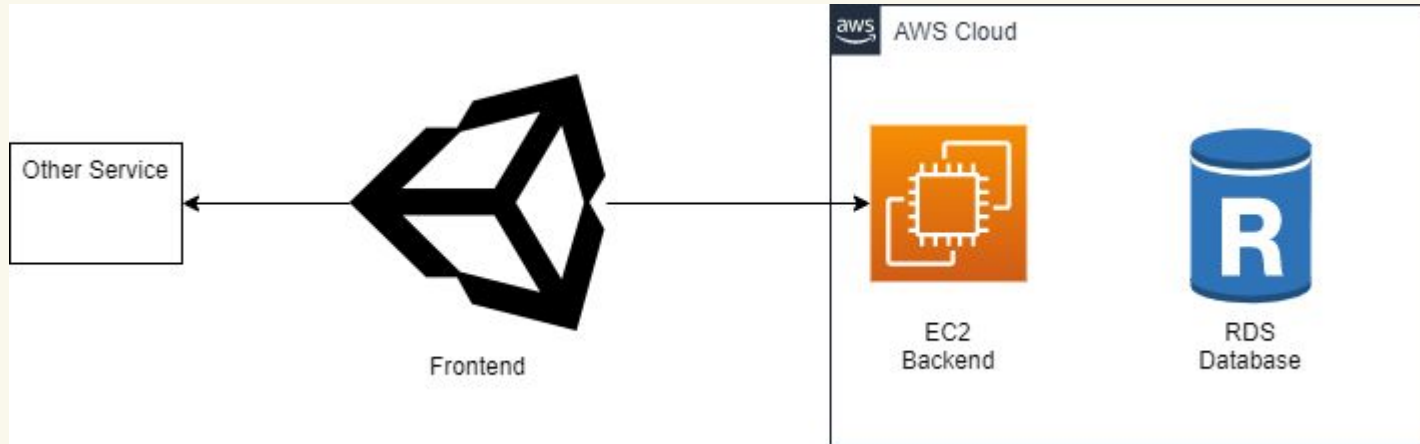 aws
AWS Cloud
Other Service
R
Frontend
EC2
Backend
RDS
Database